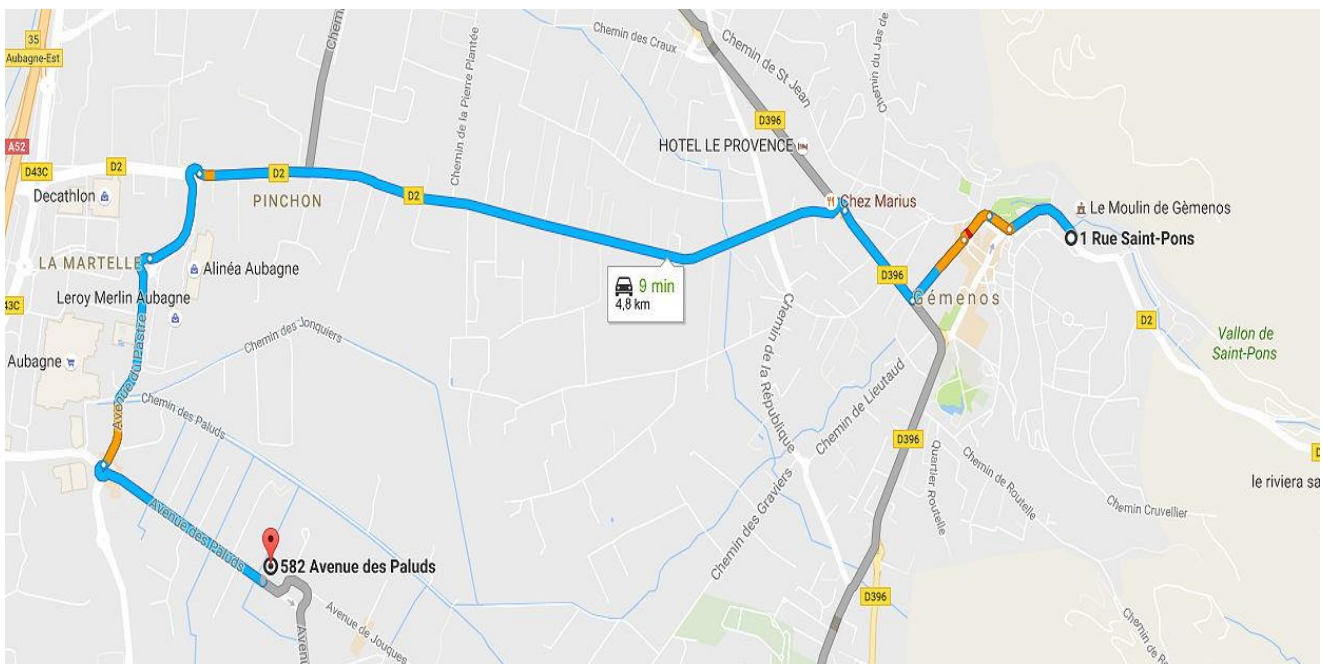 35
Aubagne-Est
A52
D43C
D2
Decathlon
LA MARTELLE
Alinéa Aubagne
Leroy Merlin Aubagne
Aubagne
Avenue du Pastre
Chemin des Jonquiers
Chemin des Paluds
Avenue des Paluds
582 Avenue des Paluds
Avenue de Jouques
PINCHON
D2
D2
Chemin de la Pierre Plantée
Chemin des Craux
Chemin de St Jean
Chemin du Jas de
D396
HOTEL LE PROVENCE
Chez Marius
9 min
4,8 km
D396
Gémenos
Le Moulin de Gèmenos
1 Rue Saint-Pons
D2
Vallon de
Saint-Pons
Chemin de la République
Chemin de Lieutaud
Chemin des Graviers
D396
Quartier Routelle
Chemin de Routelle
Chemin Cruvellier
le riviera sa
D396